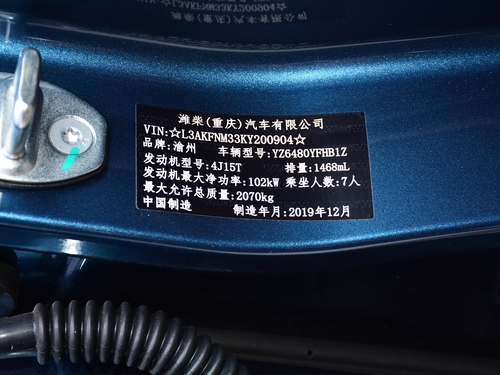 潍柴(重庆)汽车有限公司
VIN:☆L3AKFNM33KY200904☆
品牌:渝州 车辆型号:YZ6480YFHB1Z
发动机型号:4J15T 排量:1468mL
发动机最大净功率:102kW 乘坐人数:7人
最大允许总质量:2070kg
中国制造 制造年月:2019年12月